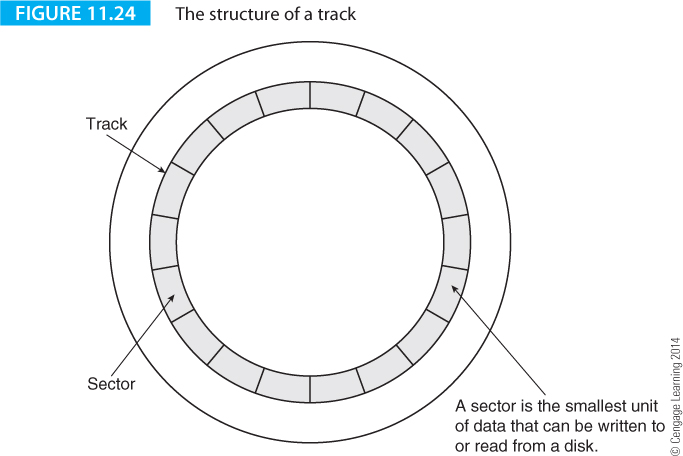 FIGURE 11.24 The structure of a track
Track
Sector
A sector is the smallest unit
of data that can be written to
or read from a disk.
© Cengage Learning 2014